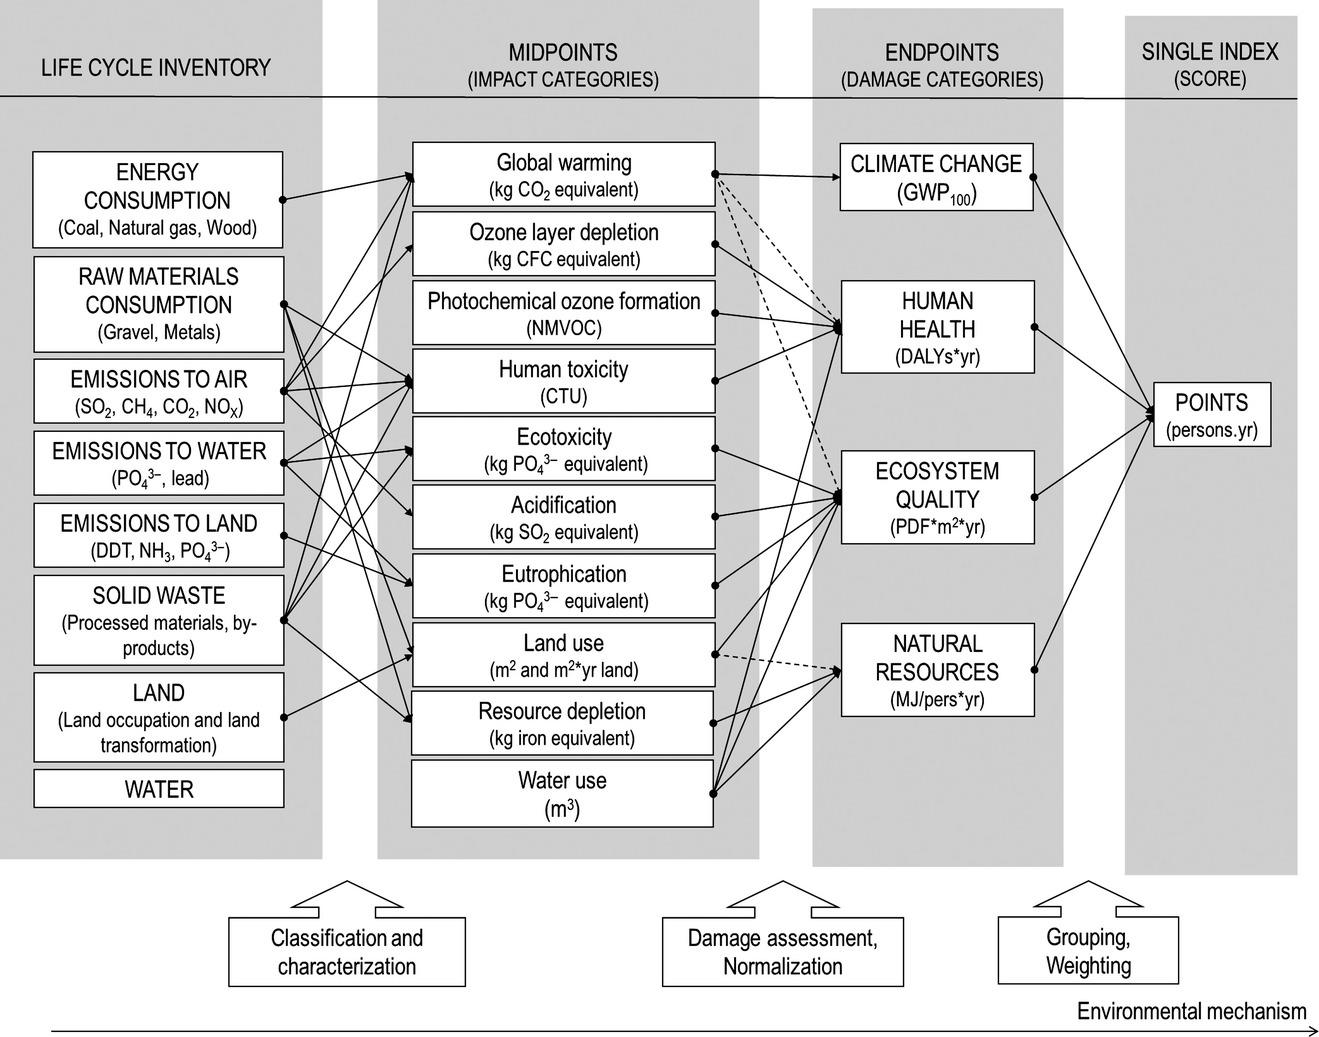 LIFE CYCLE INVENTORY
MIDPOINTS
(IMPACT CATEGORIES)
ENDPOINTS
(DAMAGE CATEGORIES)
SINGLE INDEX
(SCORE)
ENERGY
CONSUMPTION
(Coal, Natural gas, Wood)
RAW MATERIALS
CONSUMPTION
(Gravel, Metals)
EMISSIONS TO AIR
(SO₂, CH₄, CO₂, NOₓ)
EMISSIONS TO WATER
(PO₄³⁻, lead)
EMISSIONS TO LAND
(DDT, NH₃, PO₄³⁻)
SOLID WASTE
(Processed materials, by-
products)
LAND
(Land occupation and land
transformation)
WATER
Global warming
(kg CO₂ equivalent)
Ozone layer depletion
(kg CFC equivalent)
Photochemical ozone formation
(NMVOC)
Human toxicity
(CTU)
Ecotoxicity
(kg PO₄³⁻ equivalent)
Acidification
(kg SO₂ equivalent)
Eutrophication
(kg PO₄³⁻ equivalent)
Land use
(m² and m²*yr land)
Resource depletion
(kg iron equivalent)
Water use
(m³)
CLIMATE CHANGE
(GWP₁₀₀)
HUMAN
HEALTH
(DALYs*yr)
ECOSYSTEM
QUALITY
(PDF*m²*yr)
NATURAL
RESOURCES
(MJ/pers*yr)
POINTS
(persons.yr)
Classification and
characterization
Damage assessment,
Normalization
Grouping,
Weighting
Environmental mechanism